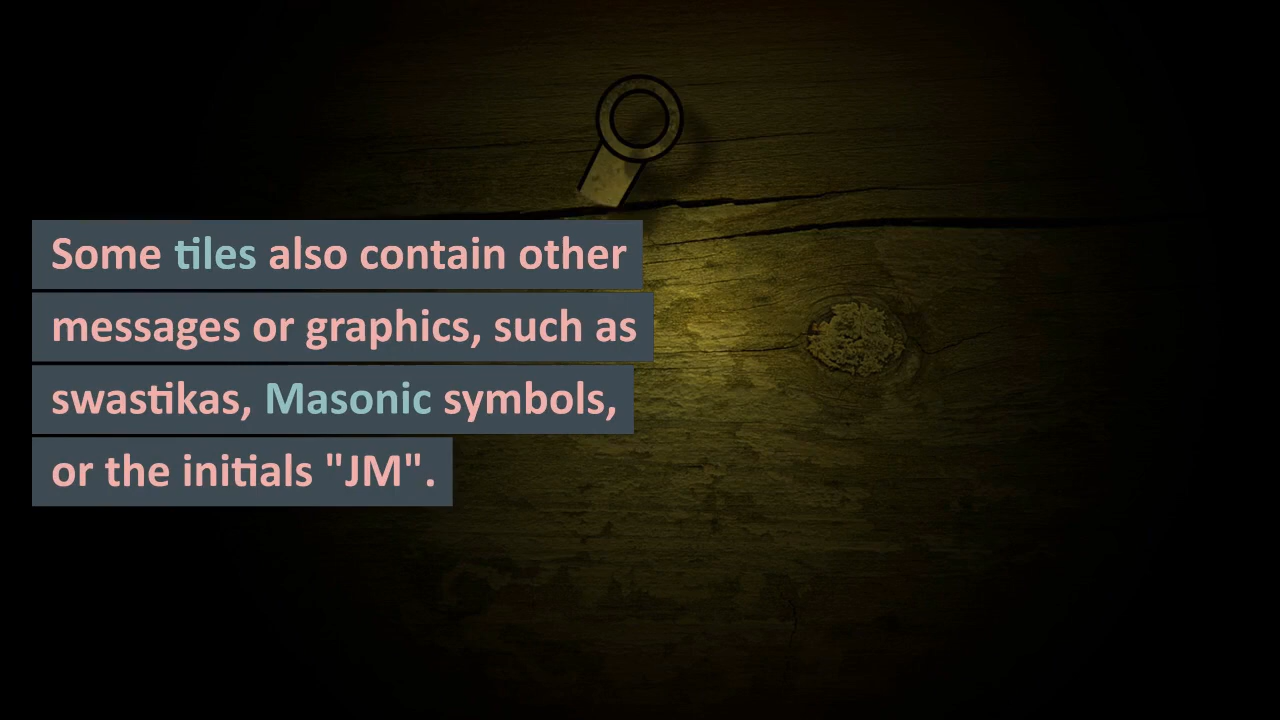 Some tiles also contain other
messages or graphics, such as
swastikas, Masonic symbols,
or the initials "JM".